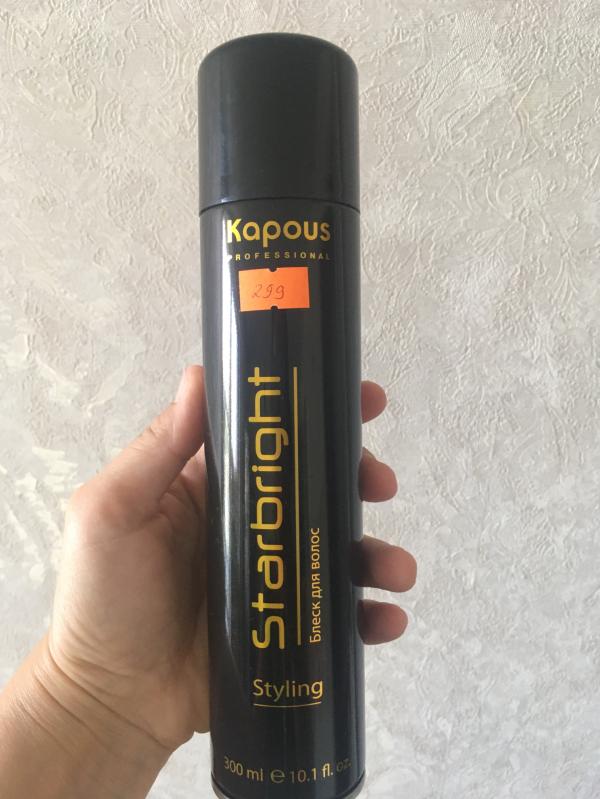 Kapous
PROFESSIONAL
299
Starbright
Блеск для волос
Styling
300 ml ℮ 10.1 fl. oz.